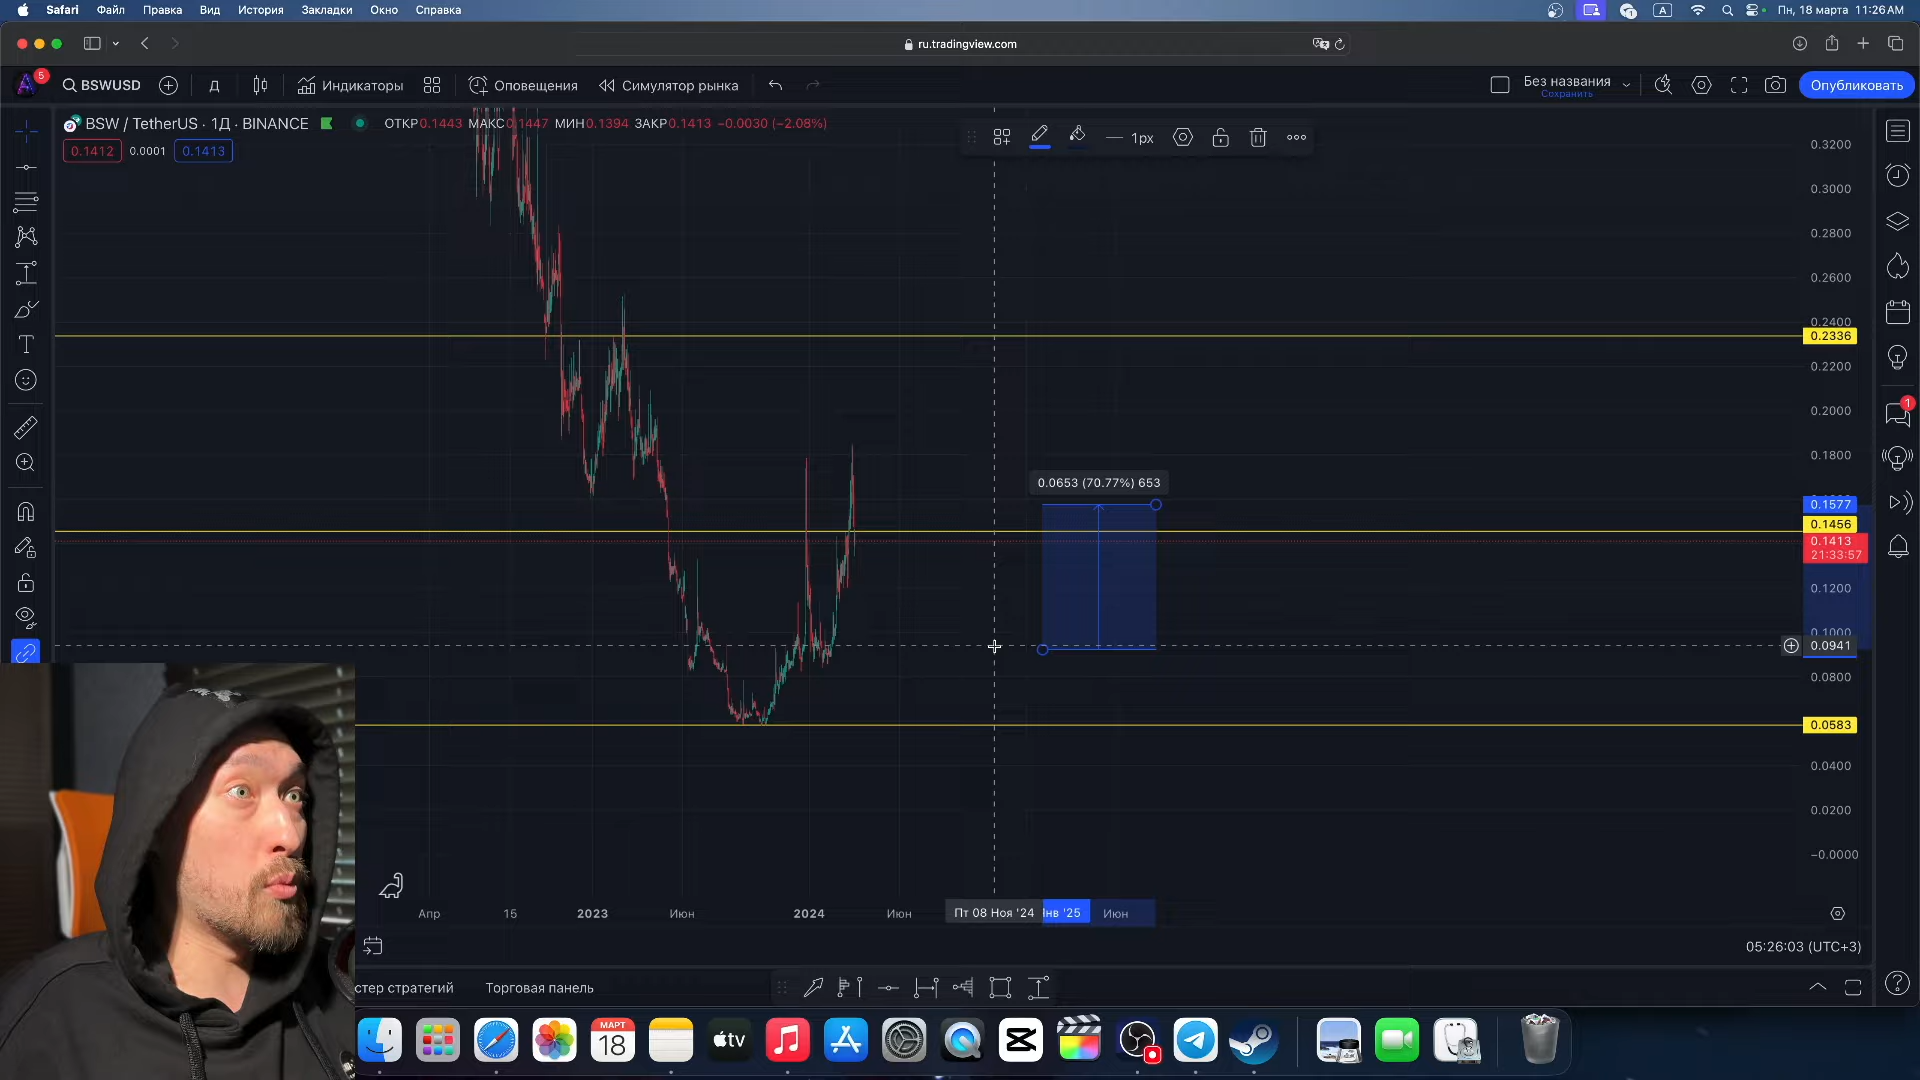 Safari Файл Правка Вид История Закладки Окно Справка
1 A Пн, 18 марта 11:26 AM
ru.tradingview.com
5 BSWUSD Д Индикаторы Оповещения Симулятор рынка Без названия Опубликовать
Сохранить
BSW / TetherUS · 1Д · BINANCE ОТКР0.1443 МАКС0.1447 МИН0.1394 ЗАКР0.1413 −0.0030 (−2.08%)
0.1412 0.0001 0.1413
1px
0.3200
0.3000
0.2800
0.2600
0.2400
0.2336
0.2200
0.2000
1
0.1800
0.0653 (70.77%) 653
0.1577
0.1456
0.1413
21:33:57
0.1200
0.1000
0.0941
0.0800
0.0583
0.0400
0.0200
−0.0000
Апр 15 2023 Июн 2024 Июн Пт 08 Ноя '24 Янв '25 Июн
05:26:03 (UTC+3)
стер стратегий Торговая панель
МАРТ
18
tv